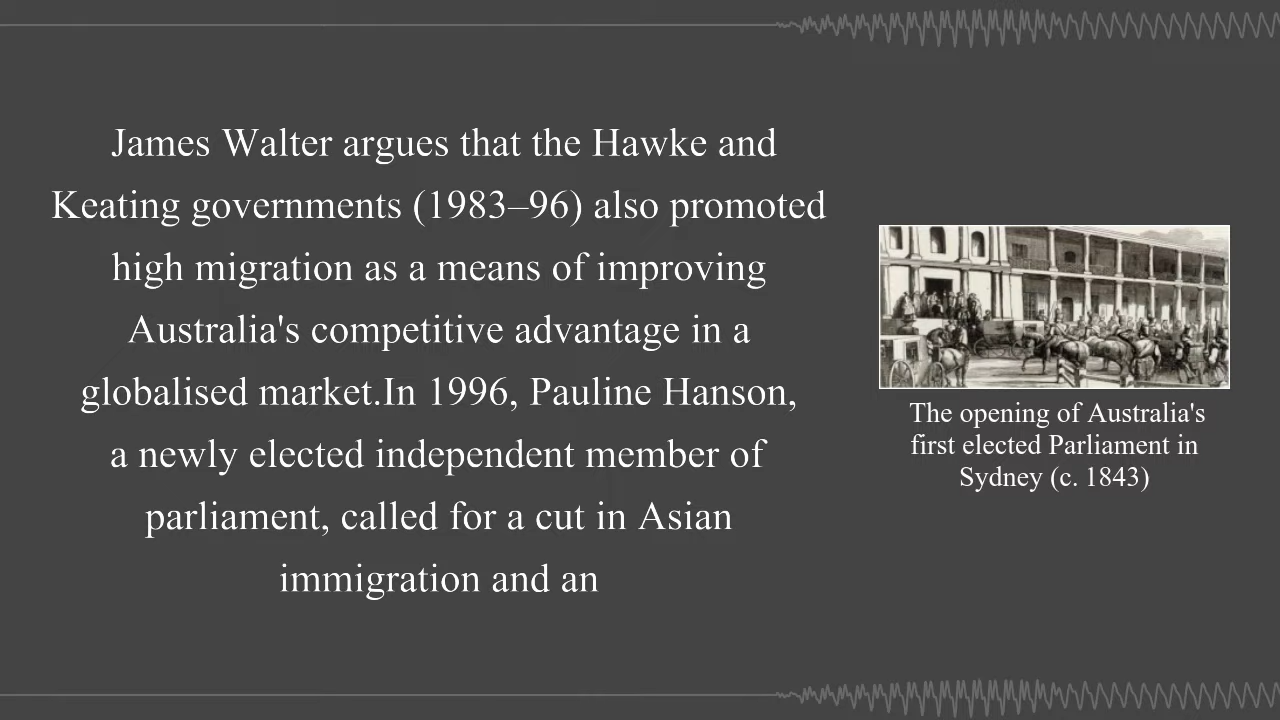 James Walter argues that the Hawke and
Keating governments (1983–96) also promoted
high migration as a means of improving
Australia's competitive advantage in a
globalised market.In 1996, Pauline Hanson,
a newly elected independent member of
parliament, called for a cut in Asian
immigration and an
The opening of Australia's
first elected Parliament in
Sydney (c. 1843)